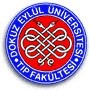 DOKUZ EYLÜL ÜNİVERSİTESİ
TIP FAKÜLTESİ